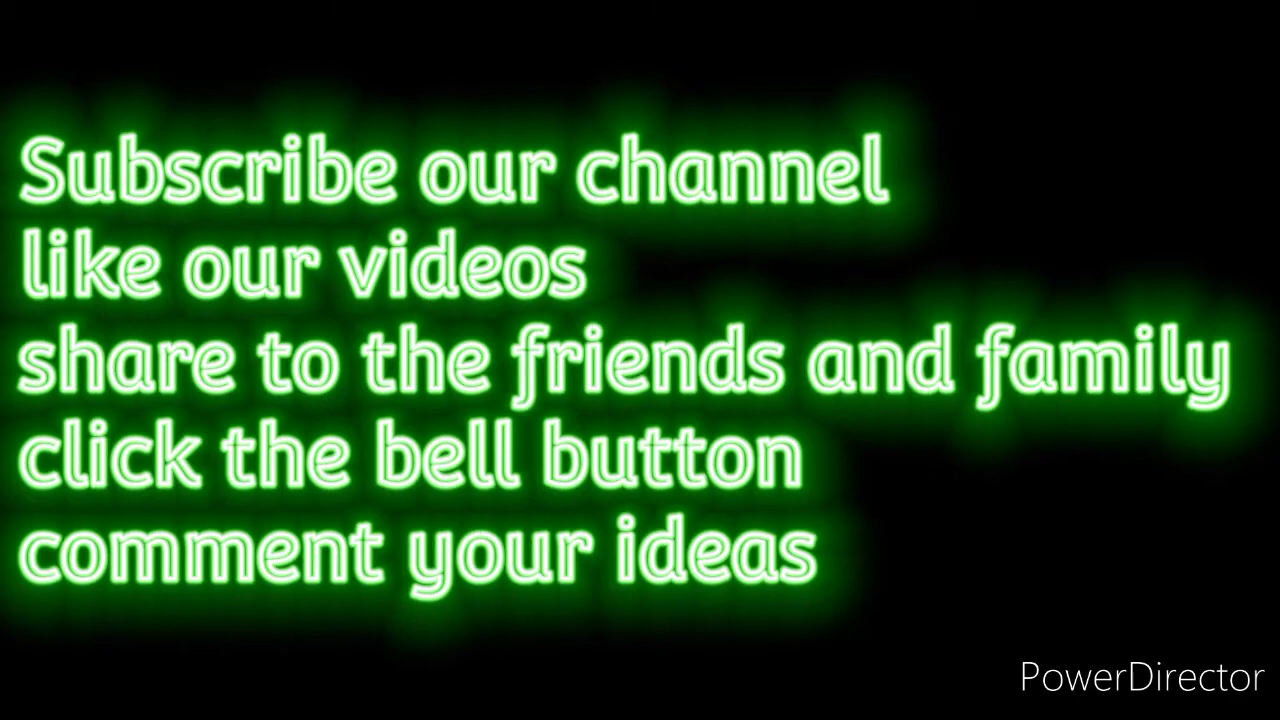 Subscribe our channel
like our videos
share to the friends and family
click the bell button
comment your ideas
PowerDirector